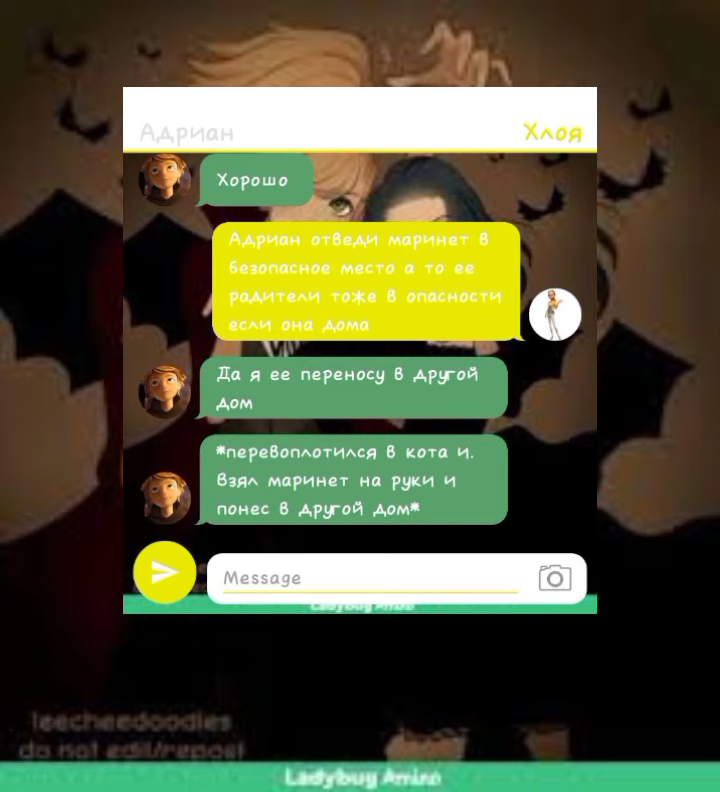 Адриан
Хлоя
Хорошо
Адриан отведи маринет в
безопасное место а то ее
радители тоже в опасности
если она дома
Да я ее переносу в другой
дом
*перевоплотился в кота и.
Взял маринет на руки и
понес в другой дом*
Message
Ladybug Amino
leecheedoodles
do not edit/repost
Ladybug Amino